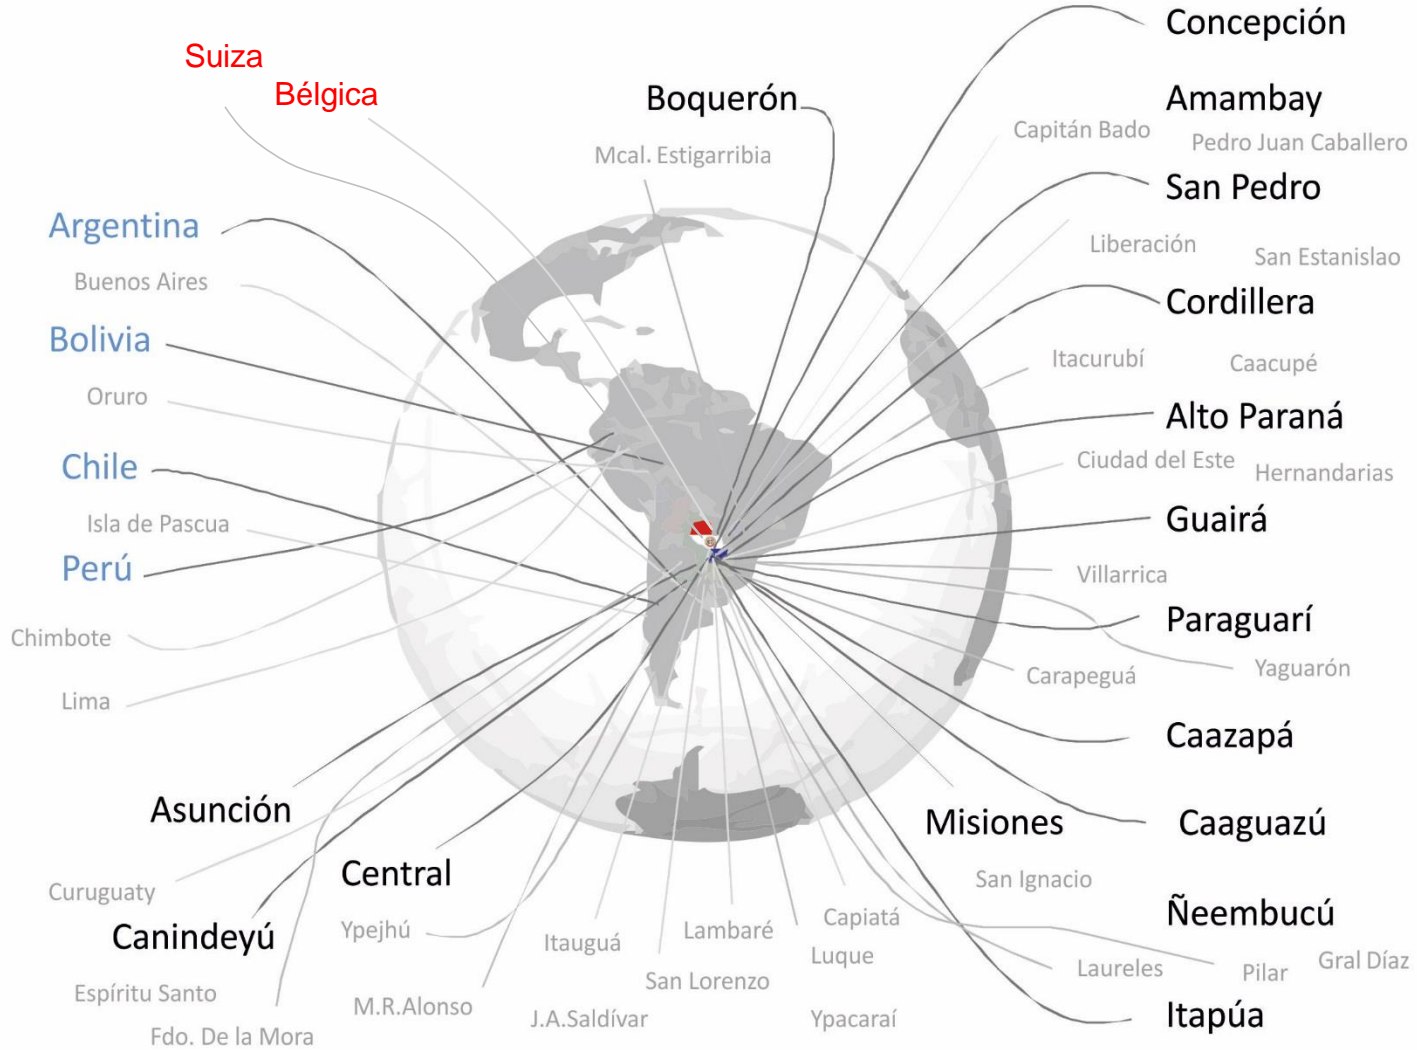 Suiza
Bélgica
Boquerón
Mcal. Estigarribia
Argentina
Buenos Aires
Bolivia
Oruro
Chile
Isla de Pascua
Perú
Chimbote
Lima
Asunción
Curuguaty
Canindeyú
Espíritu Santo
Fdo. De la Mora
Central
Ypejhú
M.R.Alonso
Itauguá
J.A.Saldívar
Lambaré
San Lorenzo
Capiatá
Luque
Ypacaraí
Concepción
Amambay
Capitán Bado
Pedro Juan Caballero
San Pedro
Liberación
San Estanislao
Cordillera
Itacurubí
Caacupé
Alto Paraná
Ciudad del Este
Hernandarias
Guairá
Villarrica
Paraguarí
Carapeguá
Yaguarón
Caazapá
Misiones
San Ignacio
Caaguazú
Ñeembucú
Laureles
Pilar
Gral Díaz
Itapúa